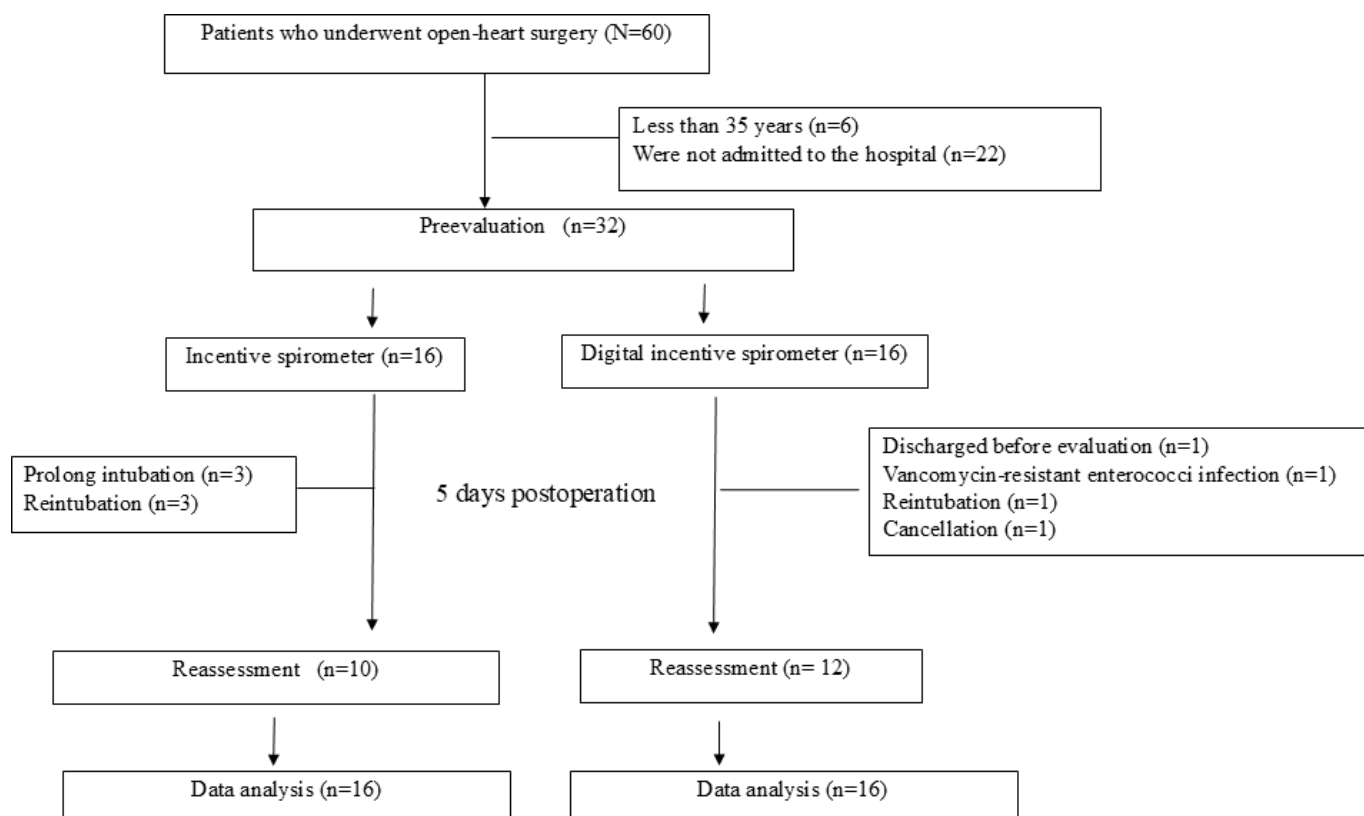 Patients who underwent open-heart surgery (N=60)
Less than 35 years (n=6)
Were not admitted to the hospital (n=22)
Preevaluation (n=32)
Incentive spirometer (n=16)
Digital incentive spirometer (n=16)
Prolong intubation (n=3)
Reintubation (n=3)
5 days postoperation
Discharged before evaluation (n=1)
Vancomycin-resistant enterococci infection (n=1)
Reintubation (n=1)
Cancellation (n=1)
Reassessment (n=10)
Reassessment (n= 12)
Data analysis (n=16)
Data analysis (n=16)